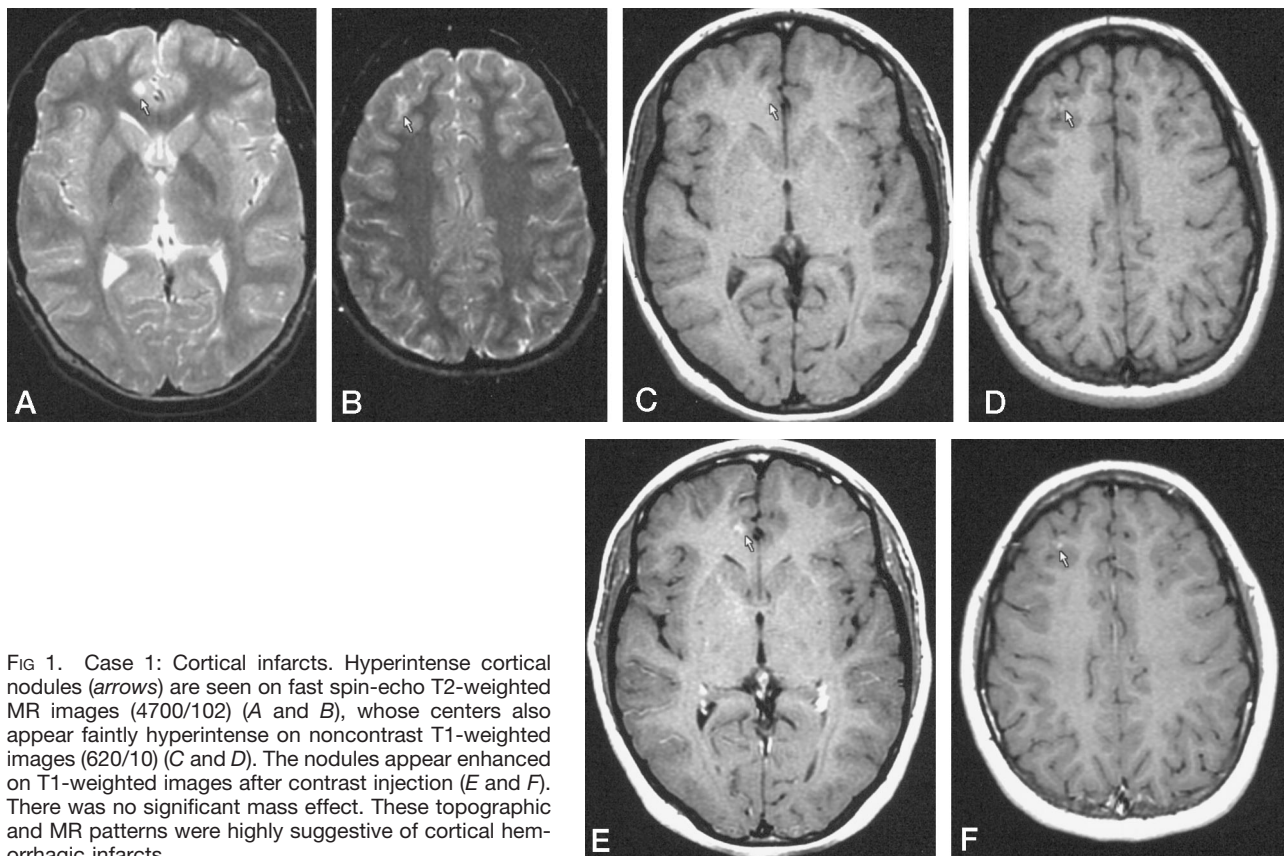 A
B
C
D
E
F
FIG 1. Case 1: Cortical infarcts. Hyperintense cortical
nodules (arrows) are seen on fast spin-echo T2-weighted
MR images (4700/102) (A and B), whose centers also
appear faintly hyperintense on noncontrast T1-weighted
images (620/10) (C and D). The nodules appear enhanced
on T1-weighted images after contrast injection (E and F).
There was no significant mass effect. These topographic
and MR patterns were highly suggestive of cortical hem-
orrhagic infarcts